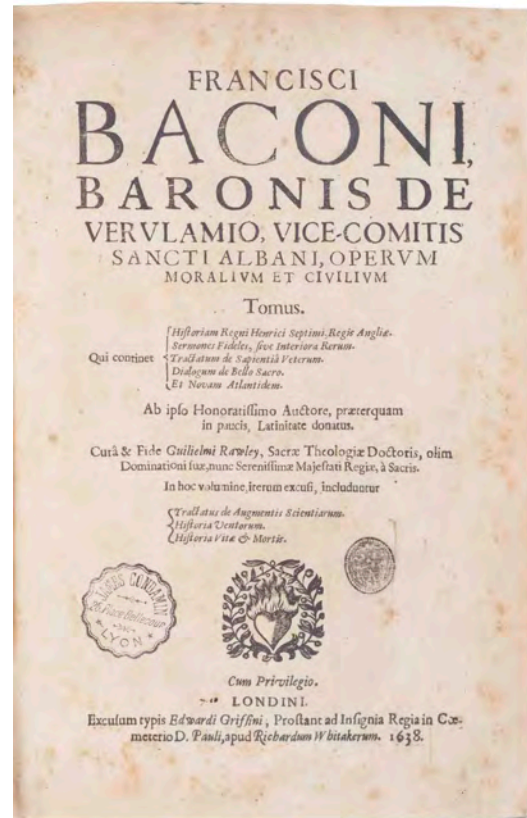 FRANCISCI
BACONI,
BARONIS DE
VERVLAMIO, VICE-COMITIS
SANCTI ALBANI, OPERVM
MORALIVM ET CIVILIVM
Tomus.
Qui continet
Hiſtoriam Regni Henrici Septimi, Regis Angliæ.
Sermones Fideles, ſive Interiora Rerum.
Tractatum de Sapientiâ Veterum.
Dialogum de Bello Sacro.
Et Novam Atlantidem.
Ab ipſo Honoratiſſimo Auctore, præterquam
in paucis, Latinitate donatus.
Curâ & Fide Guilielmi Rawley, Sacræ Theologiæ Doctoris, olim
Dominationi ſuæ, nunc Sereniſſimæ Majeſtati Regiæ, à Sacris.
In hoc volumine, iterum excuſi, includuntur
Tractatus de Augmentis Scientiarum.
Hiſtoria Ventorum.
Hiſtoria Vitæ & Mortis.
JACQUES CONDAMIN
Place Bellecour
LYON
Cum Privilegio.
LONDINI.
Excuſum typis Edwardi Griffini, Proſtant ad Inſignia Regia in Cœ-
meterio D. Pauli, apud Richardum Whitakerum. 1638.